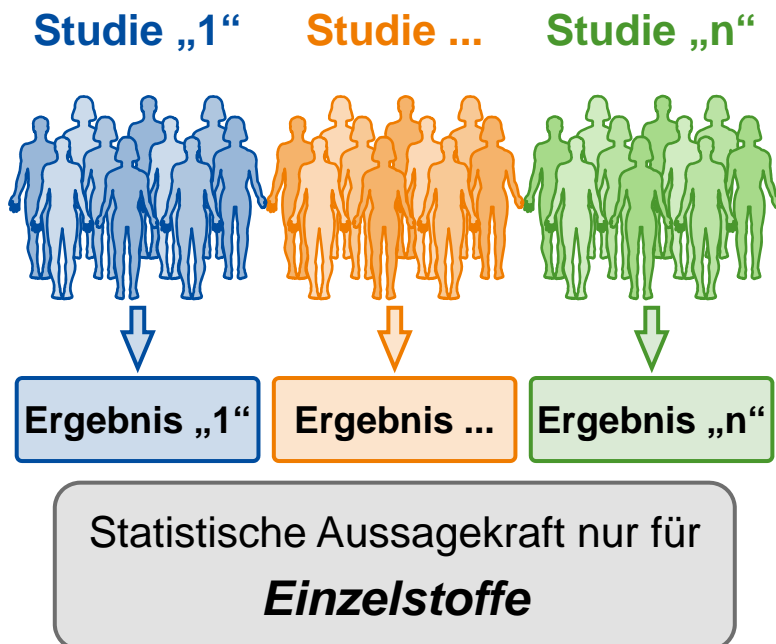 Studie „1“ Studie ... Studie „n“
Ergebnis „1“ Ergebnis ... Ergebnis „n“
Statistische Aussagekraft nur für
Einzelstoffe